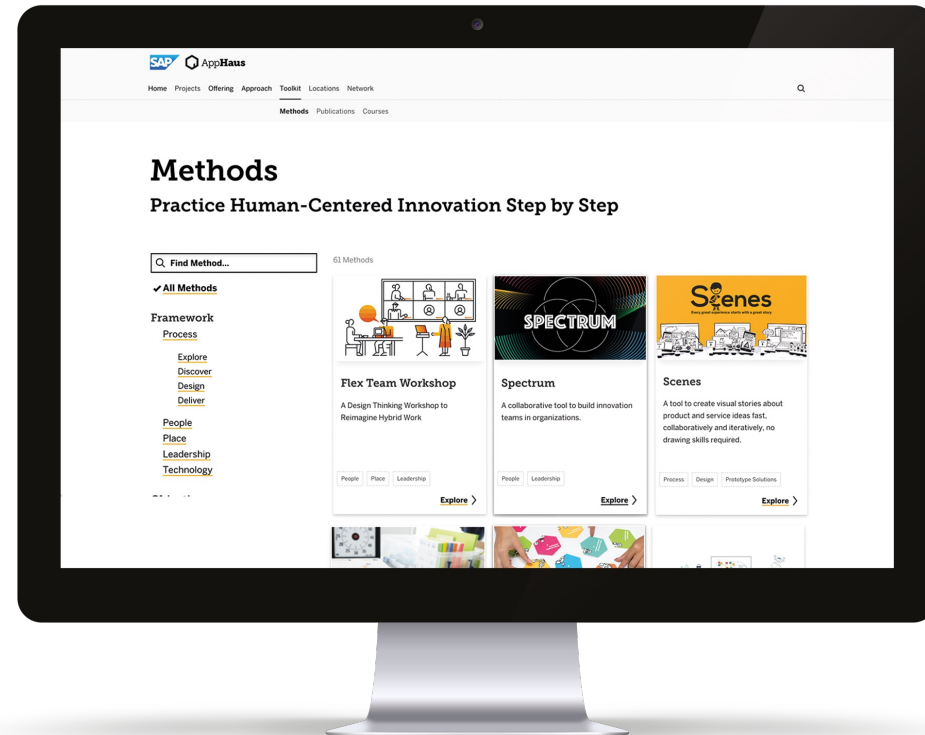 SAP AppHaus
Home Projects Offering Approach Toolkit Locations Network
Methods Publications Courses
Methods
Practice Human-Centered Innovation Step by Step
Find Method...
61 Methods
✔All Methods
Framework
Process
Explore
Discover
Design
Deliver
People
Place
Leadership
Technology
Flex Team Workshop
A Design Thinking Workshop to
Reimagine Hybrid Work
People Place Leadership
Explore
SPECTRUM
Spectrum
A collaborative tool to build innovation
teams in organizations.
People Leadership
Explore
Scenes
Every great experience starts with a great story
Scenes
A tool to create visual stories about
product and service ideas fast,
collaboratively and iteratively, no
drawing skills required.
Process Design Prototype Solutions
Explore